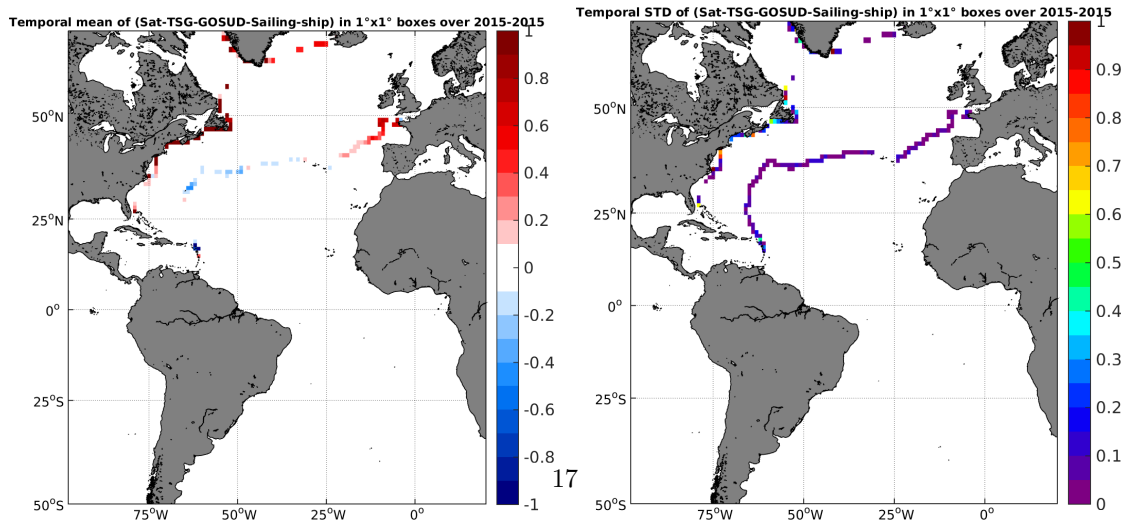 Temporal mean of (Sat-TSG-GOSUD-Sailing-ship) in 1°x1° boxes over 2015-2015
50°N
25°N
0°
25°S
50°S
75°W
50°W
25°W
0°
1
0.8
0.6
0.4
0.2
0
-0.2
-0.4
-0.6
-0.8
-1
17
Temporal STD of (Sat-TSG-GOSUD-Sailing-ship) in 1°x1° boxes over 2015-2015
50°N
25°N
0°
25°S
50°S
75°W
50°W
25°W
0°
1
0.9
0.8
0.7
0.6
0.5
0.4
0.3
0.2
0.1
0